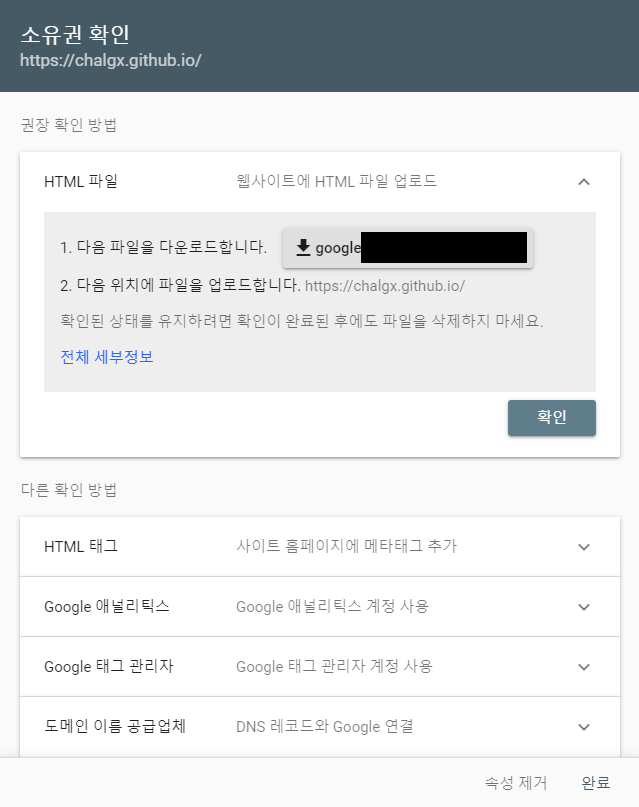 소유권 확인
https://chalgx.github.io/
권장 확인 방법
HTML 파일 웹사이트에 HTML 파일 업로드
1. 다음 파일을 다운로드합니다. google
2. 다음 위치에 파일을 업로드합니다. https://chalgx.github.io/
확인된 상태를 유지하려면 확인이 완료된 후에도 파일을 삭제하지 마세요.
전체 세부정보
확인
다른 확인 방법
HTML 태그 사이트 홈페이지에 메타태그 추가
Google 애널리틱스 Google 애널리틱스 계정 사용
Google 태그 관리자 Google 태그 관리자 계정 사용
도메인 이름 공급업체 DNS 레코드와 Google 연결
속성 제거 완료